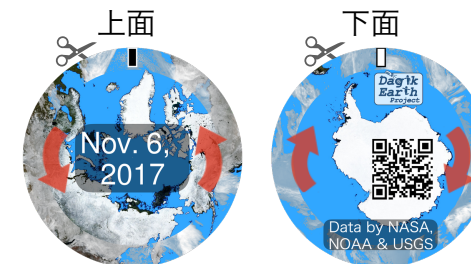 上面
下面
Nov. 6,
2017
Dagik
Earth
Project
Data by NASA,
NOAA & USGS